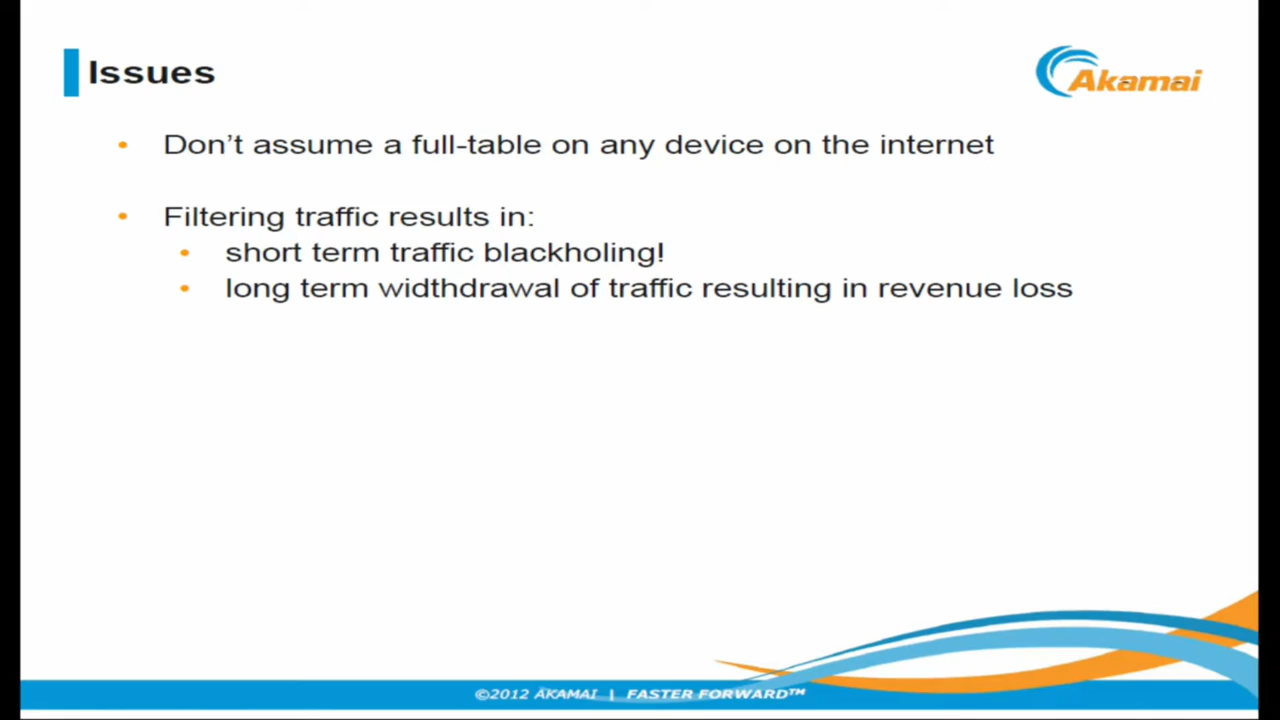 Issues
Akamai
Don't assume a full-table on any device on the internet
Filtering traffic results in:
short term traffic blackholing!
long term widthdrawal of traffic resulting in revenue loss
©2012 AKAMAI | FASTER FORWARD™